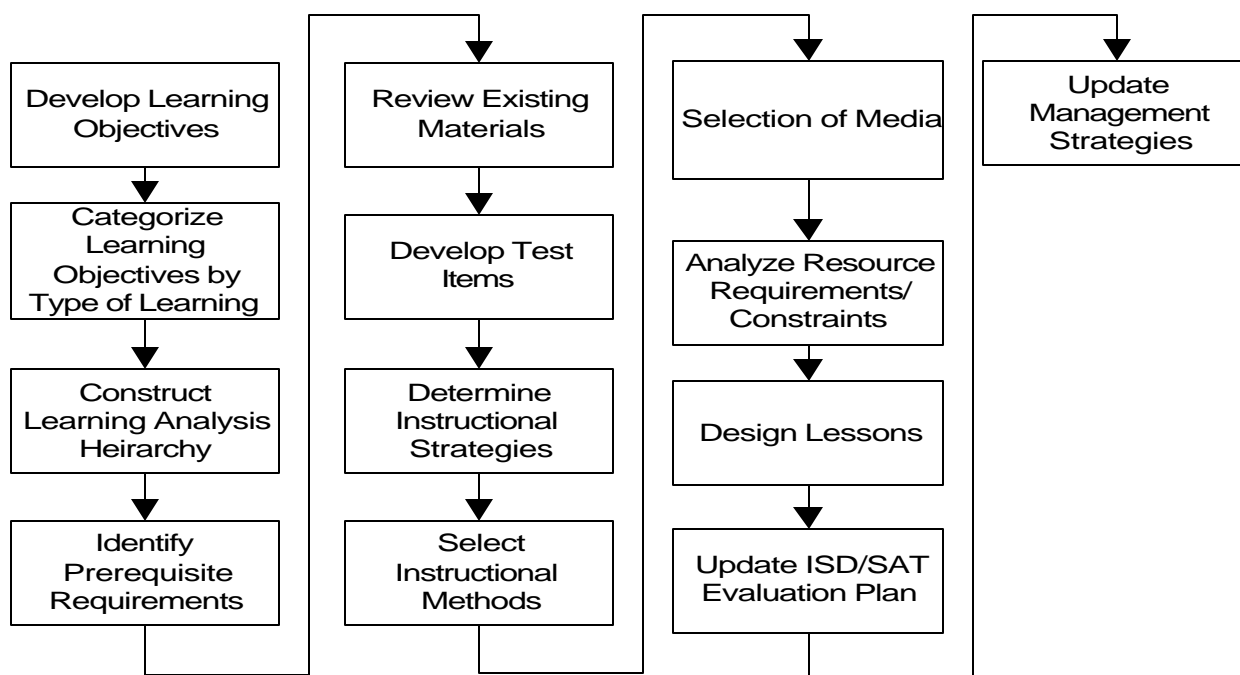 Develop Learning
Objectives
Categorize
Learning
Objectives by
Type of Learning
Construct
Learning Analysis
Heirarchy
Identify
Prerequisite
Requirements
Review Existing
Materials
Develop Test
Items
Determine
Instructional
Strategies
Select
Instructional
Methods
Selection of Media
Analyze Resource
Requirements/
Constraints
Design Lessons
Update ISD/SAT
Evaluation Plan
Update
Management
Strategies